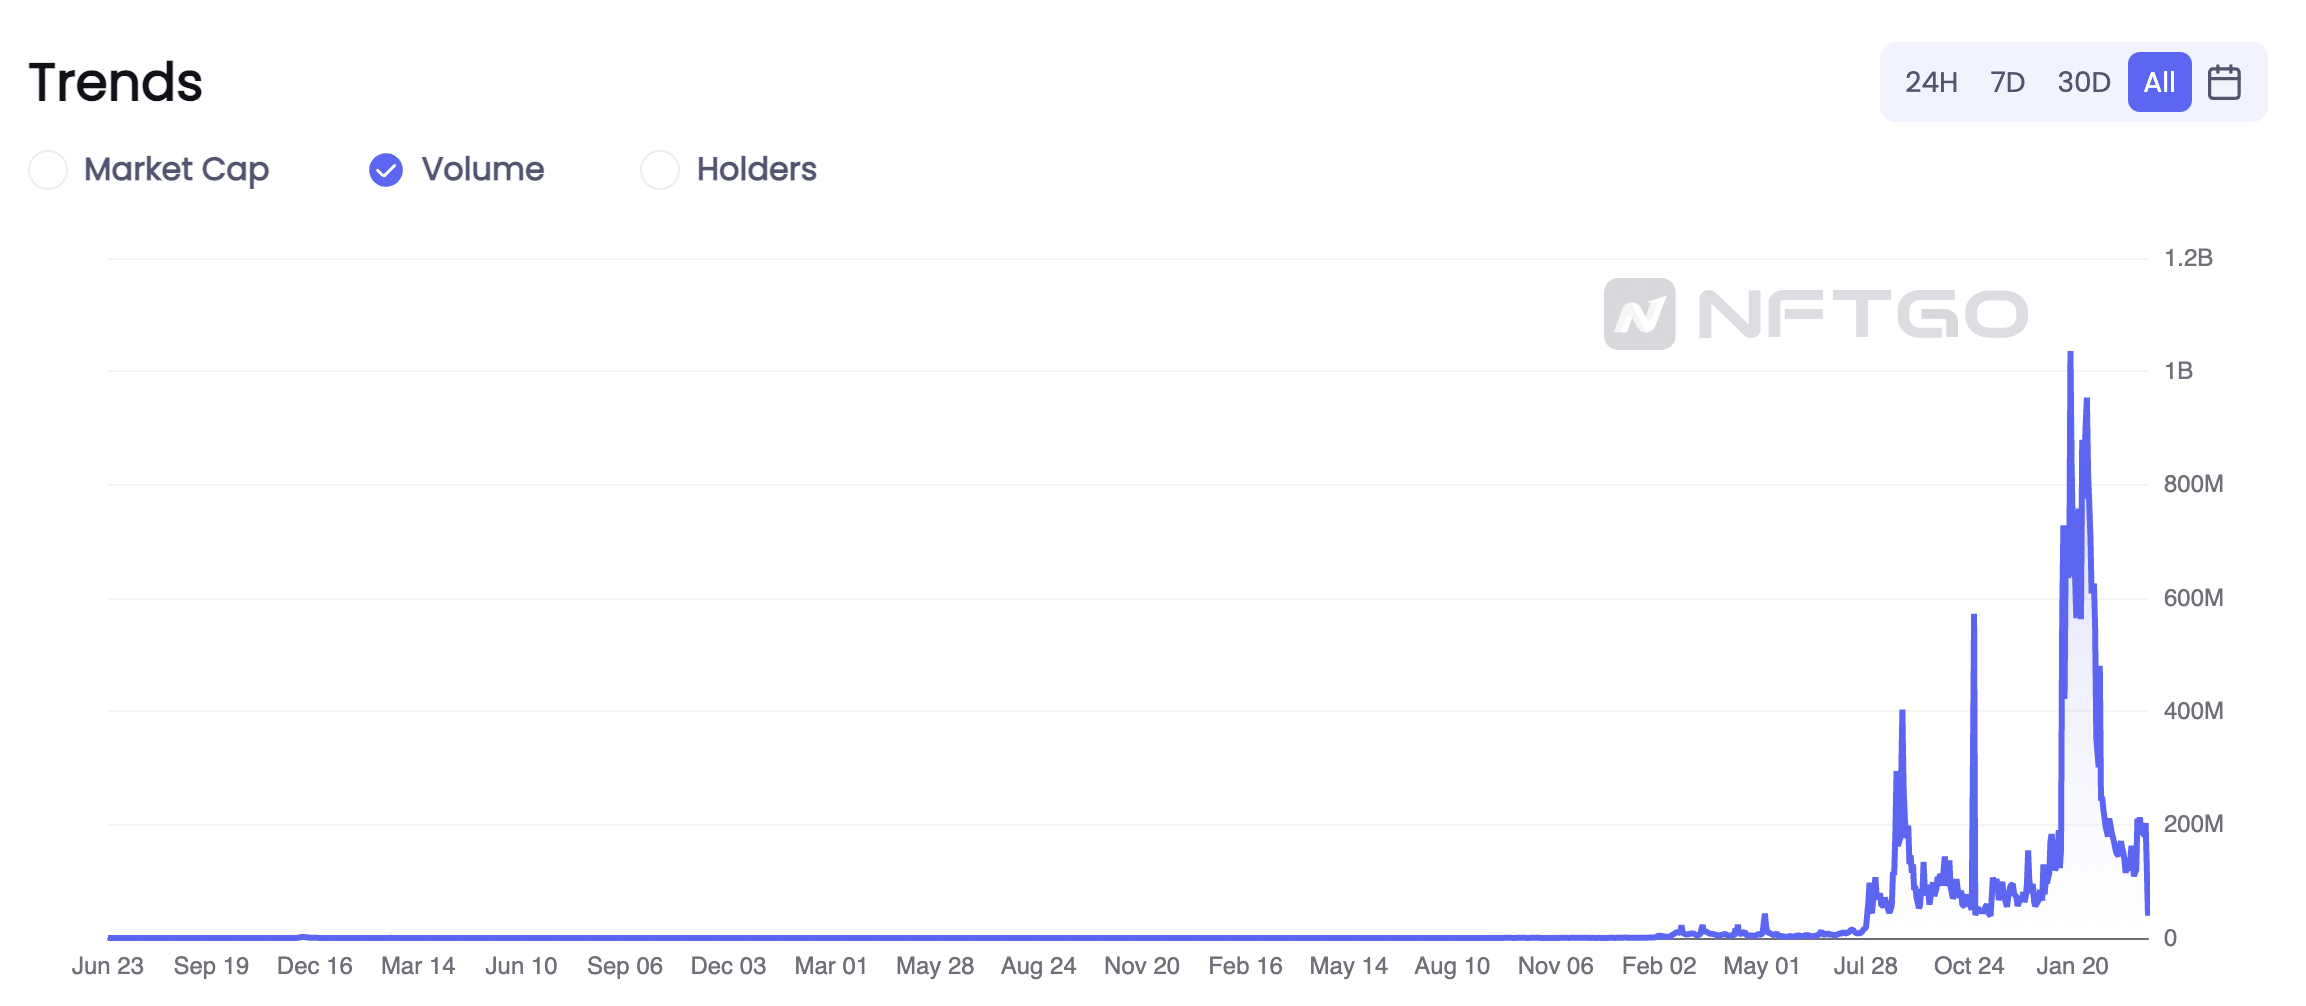 Trends
24H 7D 30D All
Market Cap Volume Holders
1.2B
NFTGO
1B
800M
600M
400M
200M
0
Jun 23 Sep 19 Dec 16 Mar 14 Jun 10 Sep 06 Dec 03 Mar 01 May 28 Aug 24 Nov 20 Feb 16 May 14 Aug 10 Nov 06 Feb 02 May 01 Jul 28 Oct 24 Jan 20